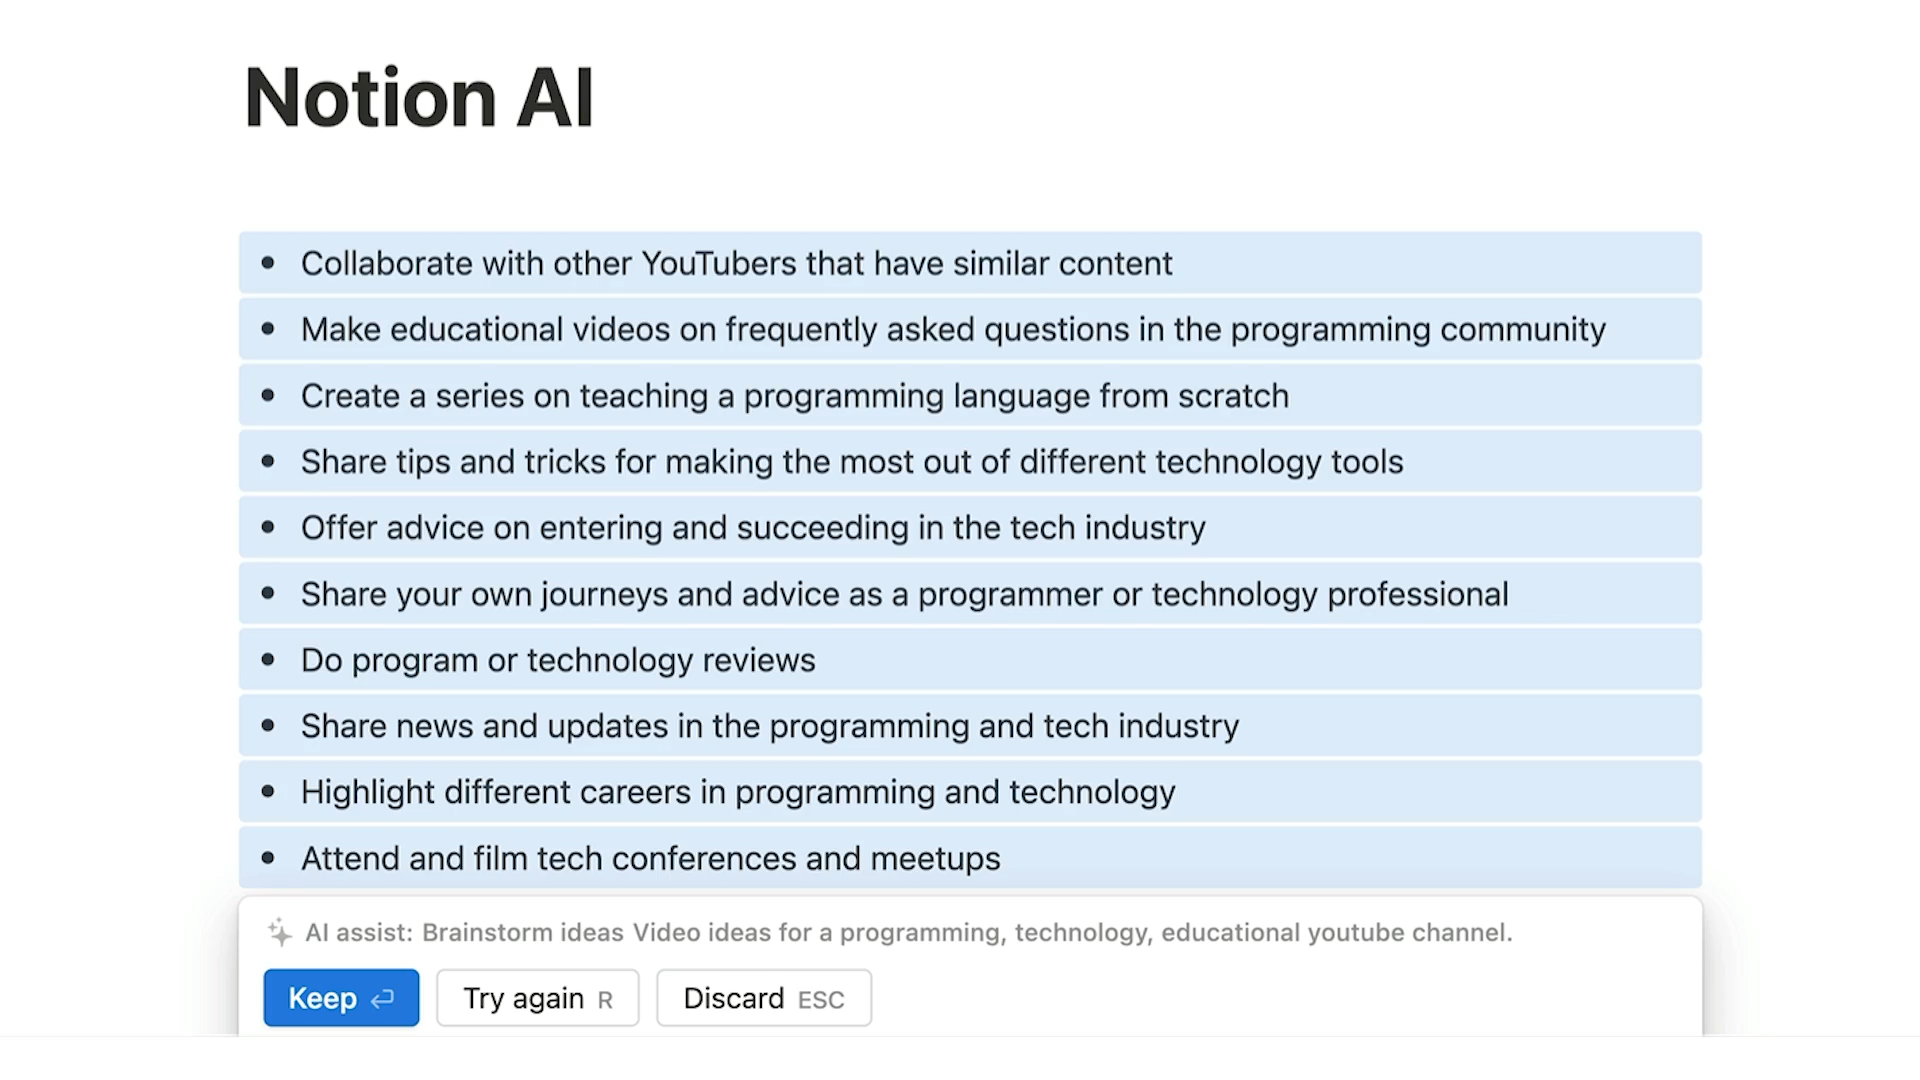 Notion AI
• Collaborate with other YouTubers that have similar content
• Make educational videos on frequently asked questions in the programming community
• Create a series on teaching a programming language from scratch
• Share tips and tricks for making the most out of different technology tools
• Offer advice on entering and succeeding in the tech industry
• Share your own journeys and advice as a programmer or technology professional
• Do program or technology reviews
• Share news and updates in the programming and tech industry
• Highlight different careers in programming and technology
• Attend and film tech conferences and meetups
AI assist: Brainstorm ideas Video ideas for a programming, technology, educational youtube channel.
Keep ↵ Try again R Discard ESC